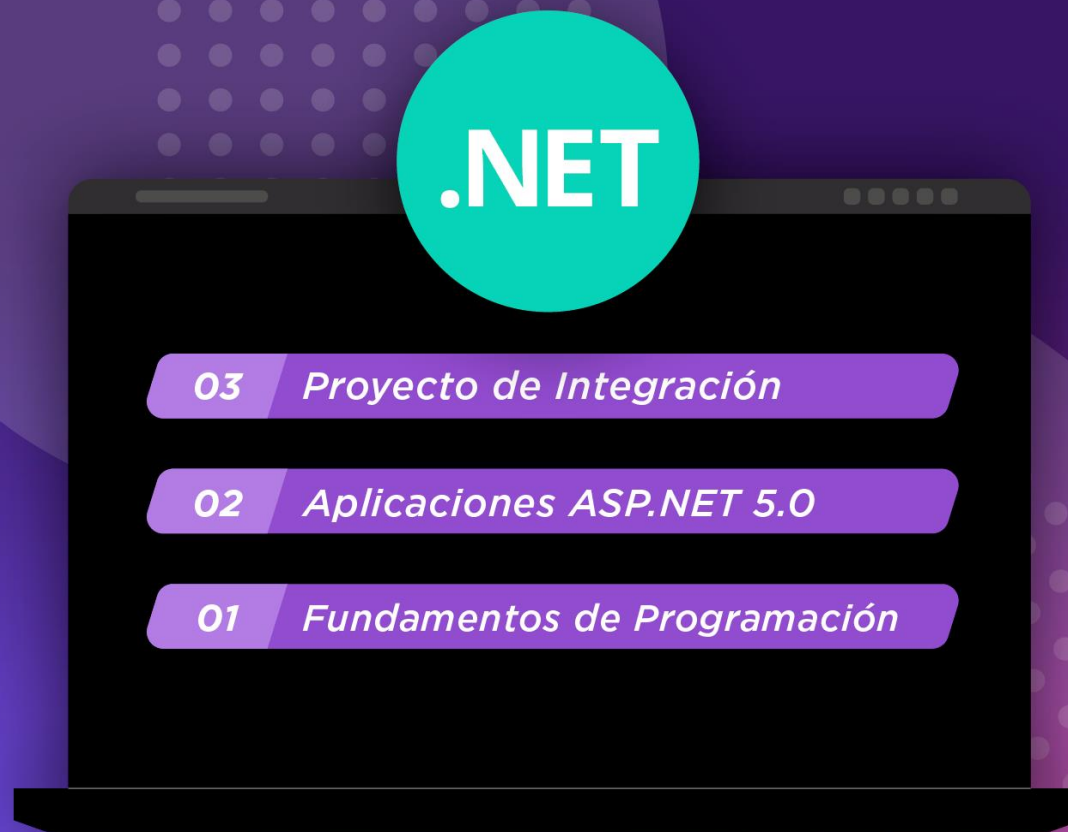 .NET
03 Proyecto de Integración
02 Aplicaciones ASP.NET 5.0
01 Fundamentos de Programación